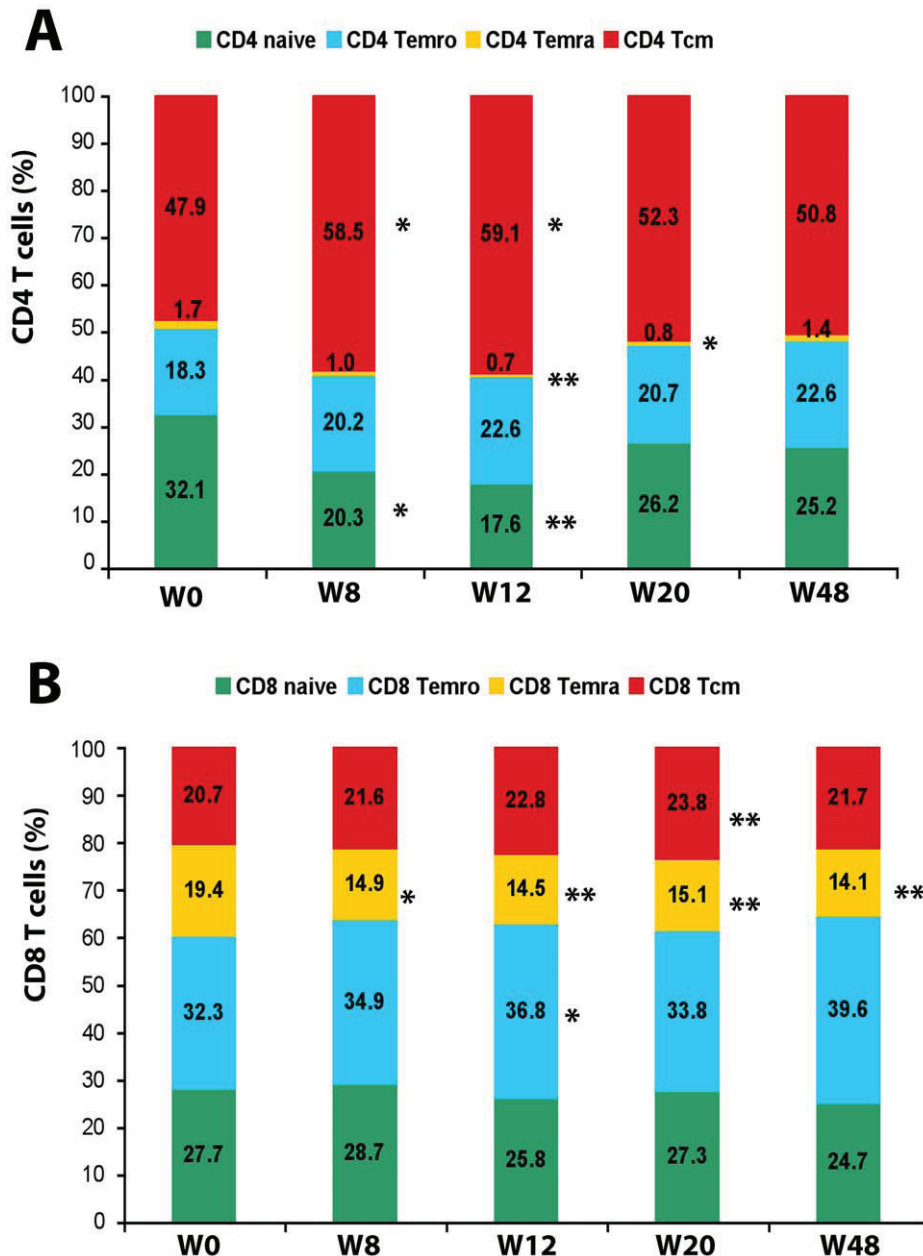 A
CD4 naive CD4 Temro CD4 Temra CD4 Tcm
CD4 T cells (%)
100
90
80
70
60
50
40
30
20
10
0
47.9 58.5 * 59.1 * 52.3 50.8
1.7 1.0 0.7 ** 0.8 * 1.4
18.3 20.2 22.6 20.7 22.6
32.1 20.3 * 17.6 ** 26.2 25.2
W0 W8 W12 W20 W48
B
CD8 naive CD8 Temro CD8 Temra CD8 Tcm
CD8 T cells (%)
100
90
80
70
60
50
40
30
20
10
0
20.7 21.6 22.8 23.8 ** 21.7
19.4 14.9 * 14.5 ** 15.1 ** 14.1 **
32.3 34.9 36.8 * 33.8 39.6
27.7 28.7 25.8 27.3 24.7
W0 W8 W12 W20 W48